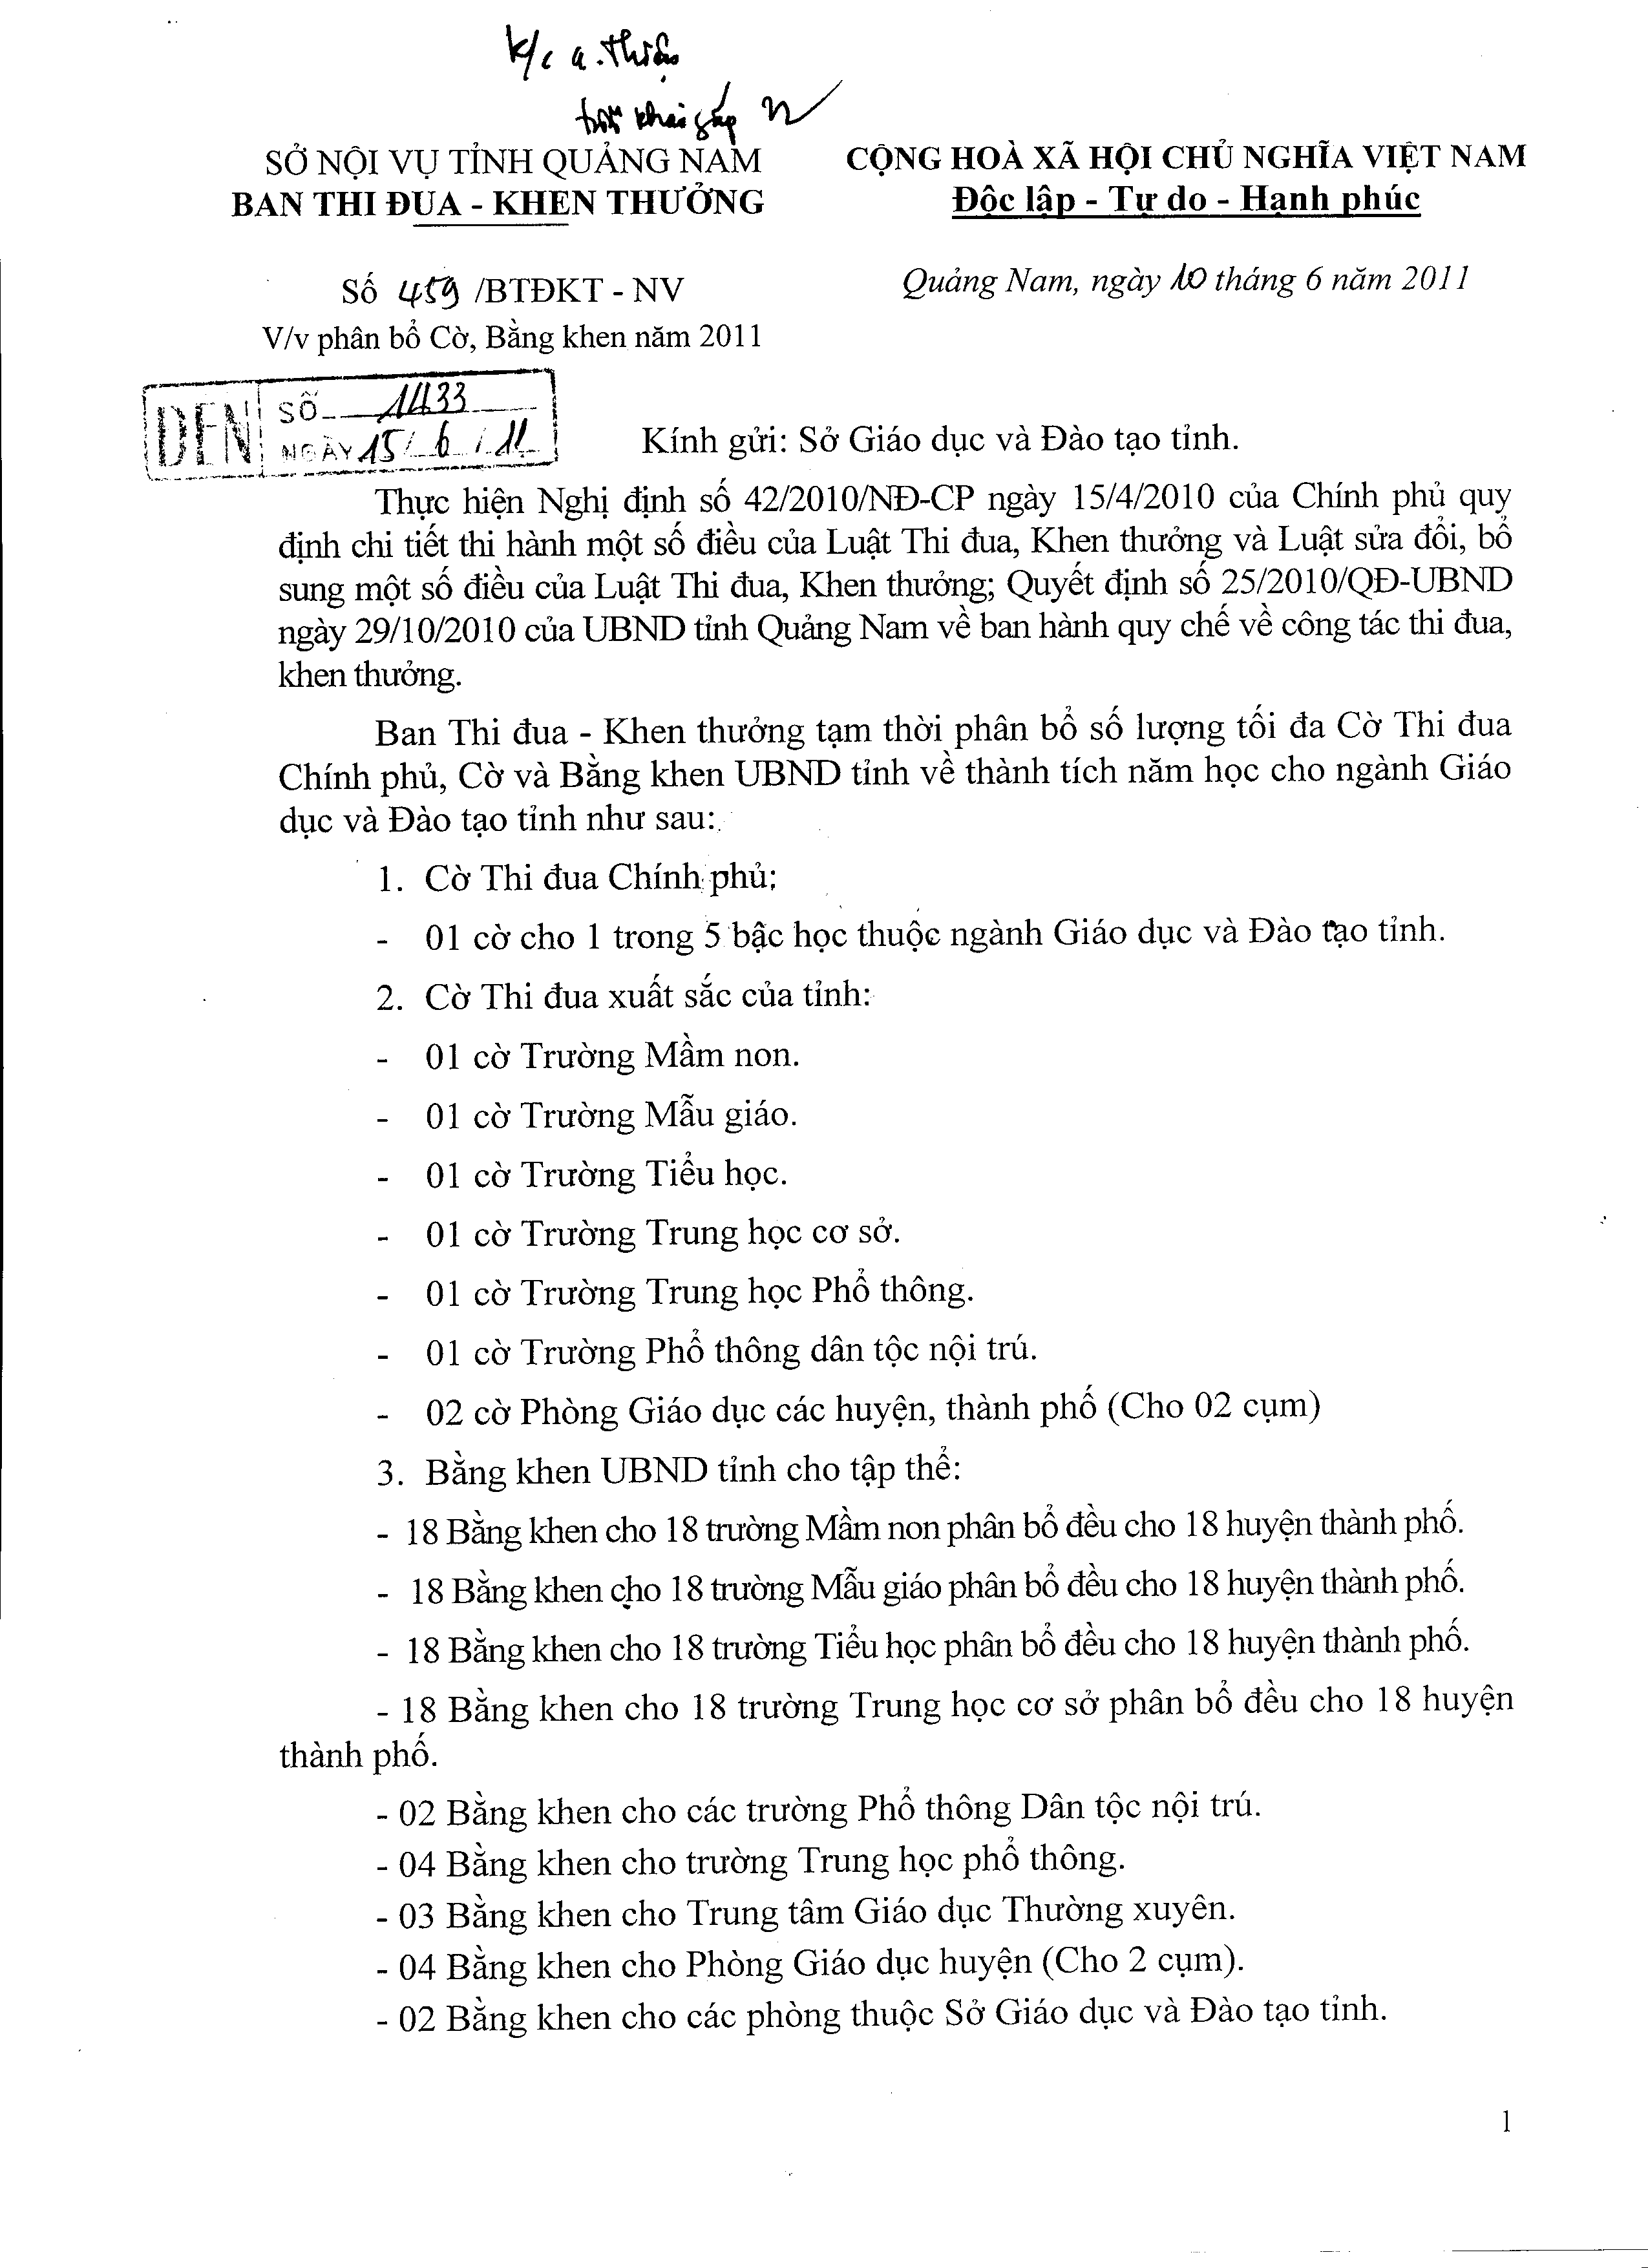 k/c a. Thiện
khai gấp
SỞ NỘI VỤ TỈNH QUẢNG NAM
BAN THI ĐUA - KHEN THƯỞNG
CỘNG HOÀ XÃ HỘI CHỦ NGHĨA VIỆT NAM
Độc lập - Tự do - Hạnh phúc
Số 459 /BTĐKT - NV
V/v phân bổ Cờ, Bằng khen năm 2011
Quảng Nam, ngày 10 tháng 6 năm 2011
ĐẾN
SỐ 1433
NGÀY 15 / 6 / 11
Kính gửi: Sở Giáo dục và Đào tạo tỉnh.
Thực hiện Nghị định số 42/2010/NĐ-CP ngày 15/4/2010 của Chính phủ quy
định chi tiết thi hành một số điều của Luật Thi đua, Khen thưởng và Luật sửa đổi, bổ
sung một số điều của Luật Thi đua, Khen thưởng; Quyết định số 25/2010/QĐ-UBND
ngày 29/10/2010 của UBND tỉnh Quảng Nam về ban hành quy chế về công tác thi đua,
khen thưởng.
Ban Thi đua - Khen thưởng tạm thời phân bổ số lượng tối đa Cờ Thi đua
Chính phủ, Cờ và Bằng khen UBND tỉnh về thành tích năm học cho ngành Giáo
dục và Đào tạo tỉnh như sau:
1. Cờ Thi đua Chính phủ:
- 01 cờ cho 1 trong 5 bậc học thuộc ngành Giáo dục và Đào tạo tỉnh.
2. Cờ Thi đua xuất sắc của tỉnh:
- 01 cờ Trường Mầm non.
- 01 cờ Trường Mẫu giáo.
- 01 cờ Trường Tiểu học.
- 01 cờ Trường Trung học cơ sở.
- 01 cờ Trường Trung học Phổ thông.
- 01 cờ Trường Phổ thông dân tộc nội trú.
- 02 cờ Phòng Giáo dục các huyện, thành phố (Cho 02 cụm)
3. Bằng khen UBND tỉnh cho tập thể:
- 18 Bằng khen cho 18 trường Mầm non phân bổ đều cho 18 huyện thành phố.
- 18 Bằng khen cho 18 trường Mẫu giáo phân bổ đều cho 18 huyện thành phố.
- 18 Bằng khen cho 18 trường Tiểu học phân bổ đều cho 18 huyện thành phố.
- 18 Bằng khen cho 18 trường Trung học cơ sở phân bổ đều cho 18 huyện
thành phố.
- 02 Bằng khen cho các trường Phổ thông Dân tộc nội trú.
- 04 Bằng khen cho trường Trung học phổ thông.
- 03 Bằng khen cho Trung tâm Giáo dục Thường xuyên.
- 04 Bằng khen cho Phòng Giáo dục huyện (Cho 2 cụm).
- 02 Bằng khen cho các phòng thuộc Sở Giáo dục và Đào tạo tỉnh.
1